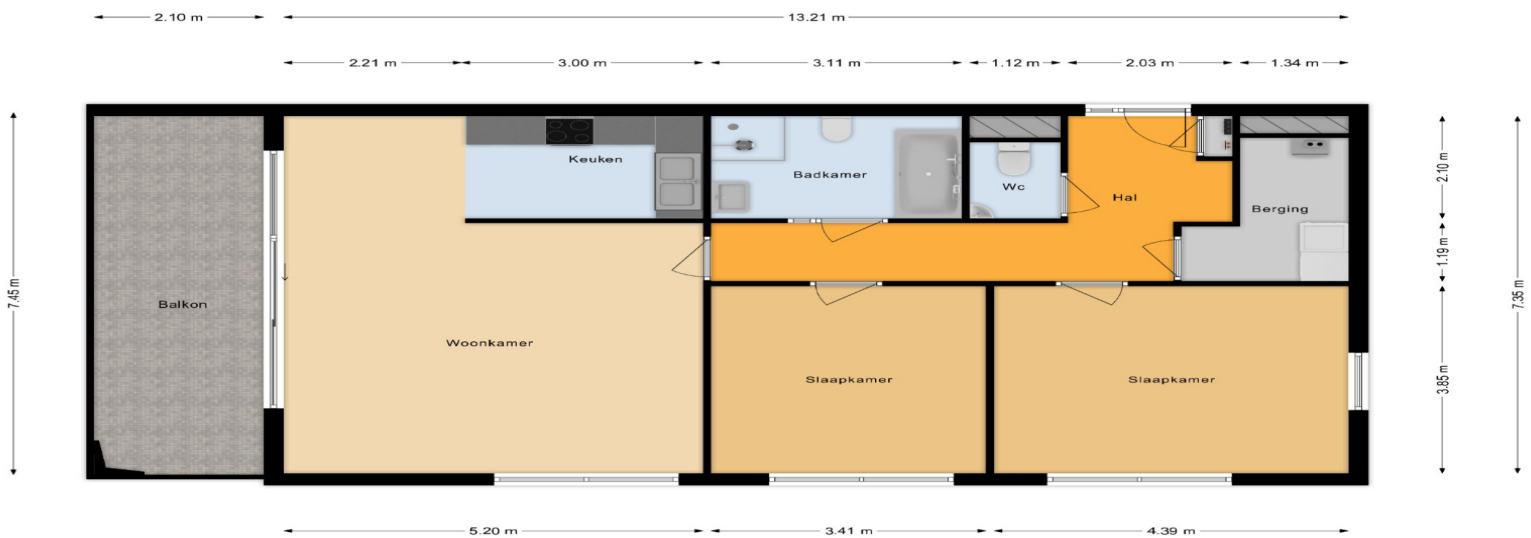 2.10 m
13.21 m
2.21 m
3.00 m
3.11 m
1.12 m
2.03 m
1.34 m
Keuken
Badkamer
Wc
Hal
Berging
2.10 m
1.19 m
7.45 m
Balkon
Woonkamer
Slaapkamer
Slaapkamer
3.85 m
7.35 m
5.20 m
3.41 m
4.39 m